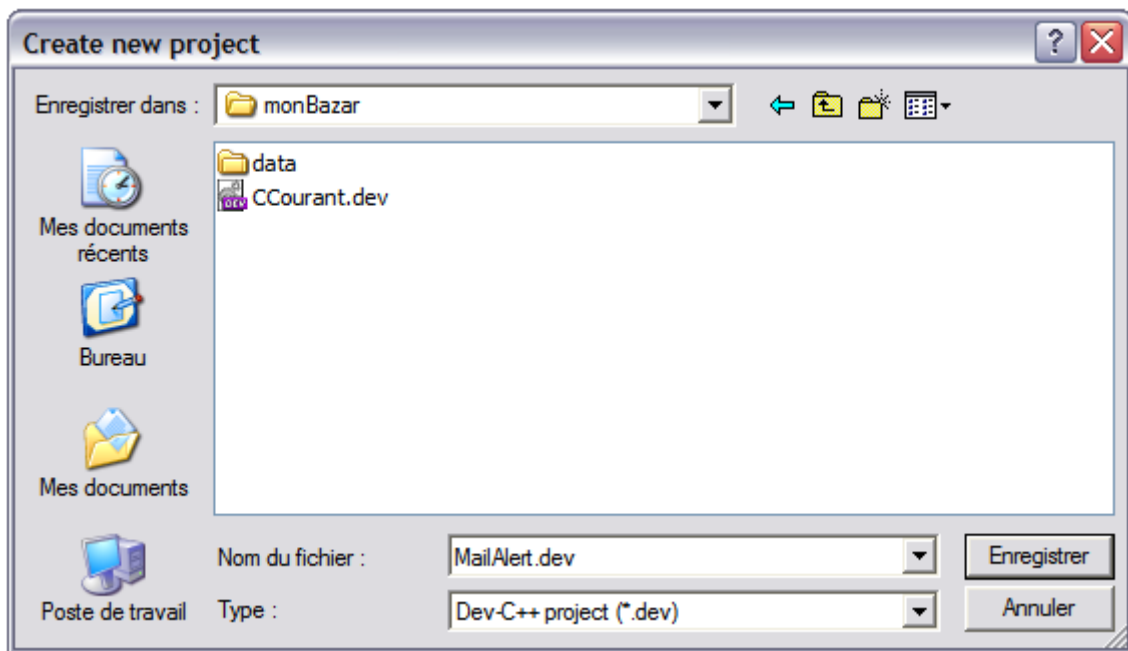 Create new project
Enregistrer dans :
monBazar
data
CCourant.dev
Mes documents
récents
Bureau
Mes documents
Poste de travail
Nom du fichier :
MailAlert.dev
Enregistrer
Type :
Dev-C++ project (*.dev)
Annuler